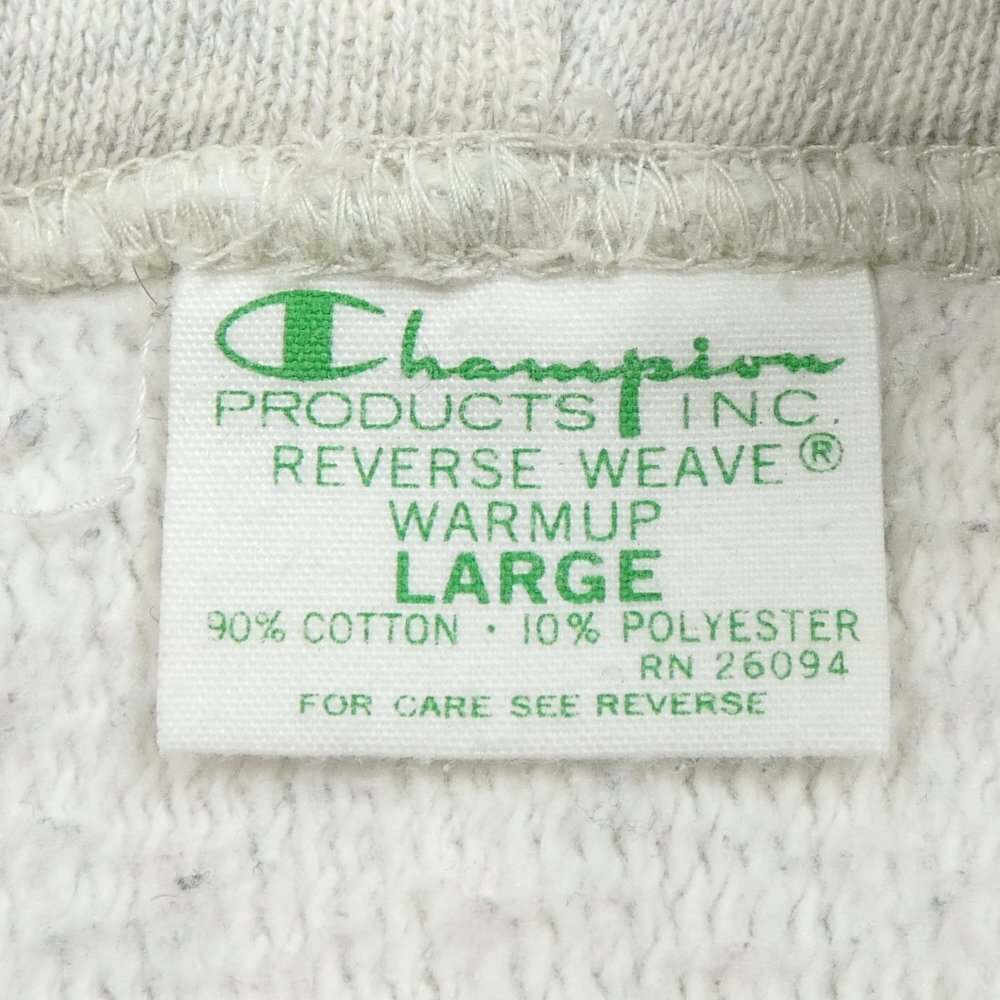 Champion
PRODUCTS INC.
REVERSE WEAVE®
WARMUP
LARGE
90% COTTON · 10% POLYESTER
RN 26094
FOR CARE SEE REVERSE